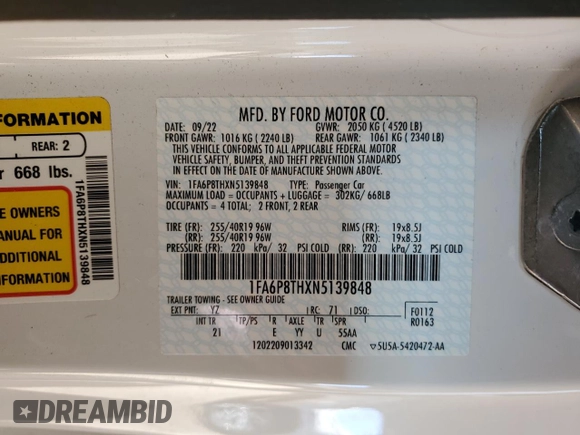 FORMATION
REAR: 2
r 668 lbs.
E OWNERS
MANUAL FOR
ADDITIONAL
INFORMATION
1FA6P8THXN5139848
MFD. BY FORD MOTOR CO.
09/22 GVWR: 2050 KG ( 4520 LB)
FRONT GAWR: 1016 KG ( 2240 LB) REAR GAWR: 1061 KG ( 2340 LB)
THIS VEHICLE CONFORMS TO ALL APPLICABLE FEDERAL MOTOR
VEHICLE SAFETY, BUMPER, AND THEFT PREVENTION STANDARDS
IN EFFECT ON THE DATE OF MANUFACTURE SHOWN ABOVE.
VIN: 1FA6P8THXN5139848 TYPE: Passenger Car
MAXIMUM LOAD = OCCUPANTS + LUGGAGE = 302KG/ 668LB
OCCUPANTS = 4 TOTAL; 2 FRONT, 2 REAR
TIRE (FR): 255/40R19 96W RIMS (FR): 19x8.5J
(RR): 255/40R19 96W (RR): 19x8.5J
PRESSURE (FR): 220 kPa/ 32 PSI COLD (RR): 220 kPa/ 32 PSI COLD
1FA6P8THXN5139848
TRAILER TOWING - SEE OWNER GUIDE
EXT PNT: YZ RC: 71 DSO: F0112
INT TR TP/PS R AXLE TR SPR R0163
21 E YY U 5SAA
1202209013342 CMC ▽5U5A-5420472-AA
DREAMBID